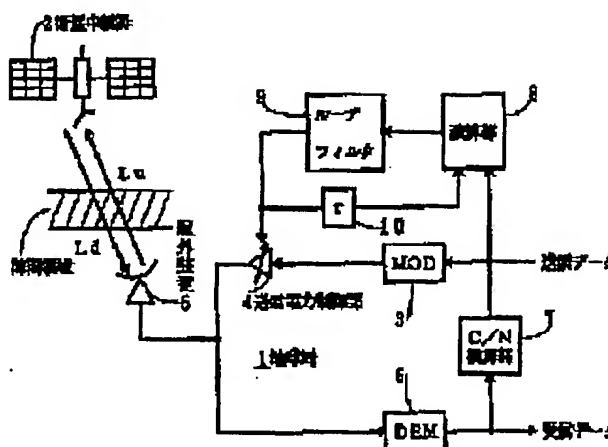 2衛星中継器
9
ループ
フィルタ
8
演算部
Lu
Ld
降雨領域
屋外装置
5
τ
10
4送信電力制御器
MOD
3
送信データ
1地球局
C/N
演算部
7
6
DEM
受信データ